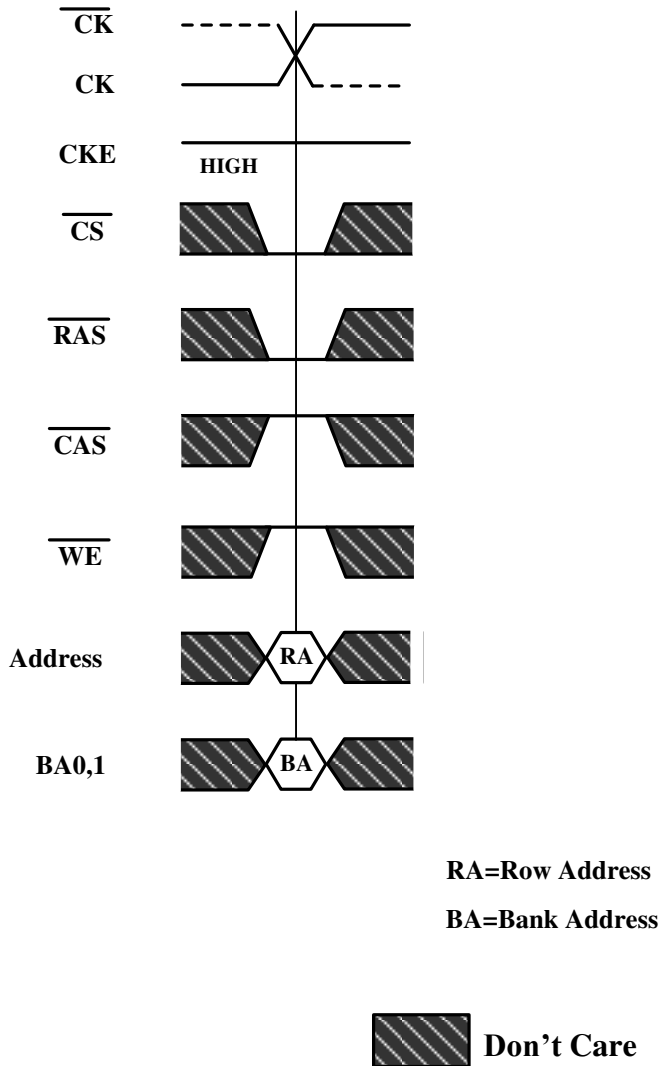 CK
CK
CKE
HIGH
CS
RAS
CAS
WE
Address
RA
BA0,1
BA
RA=Row Address
BA=Bank Address
Don't Care